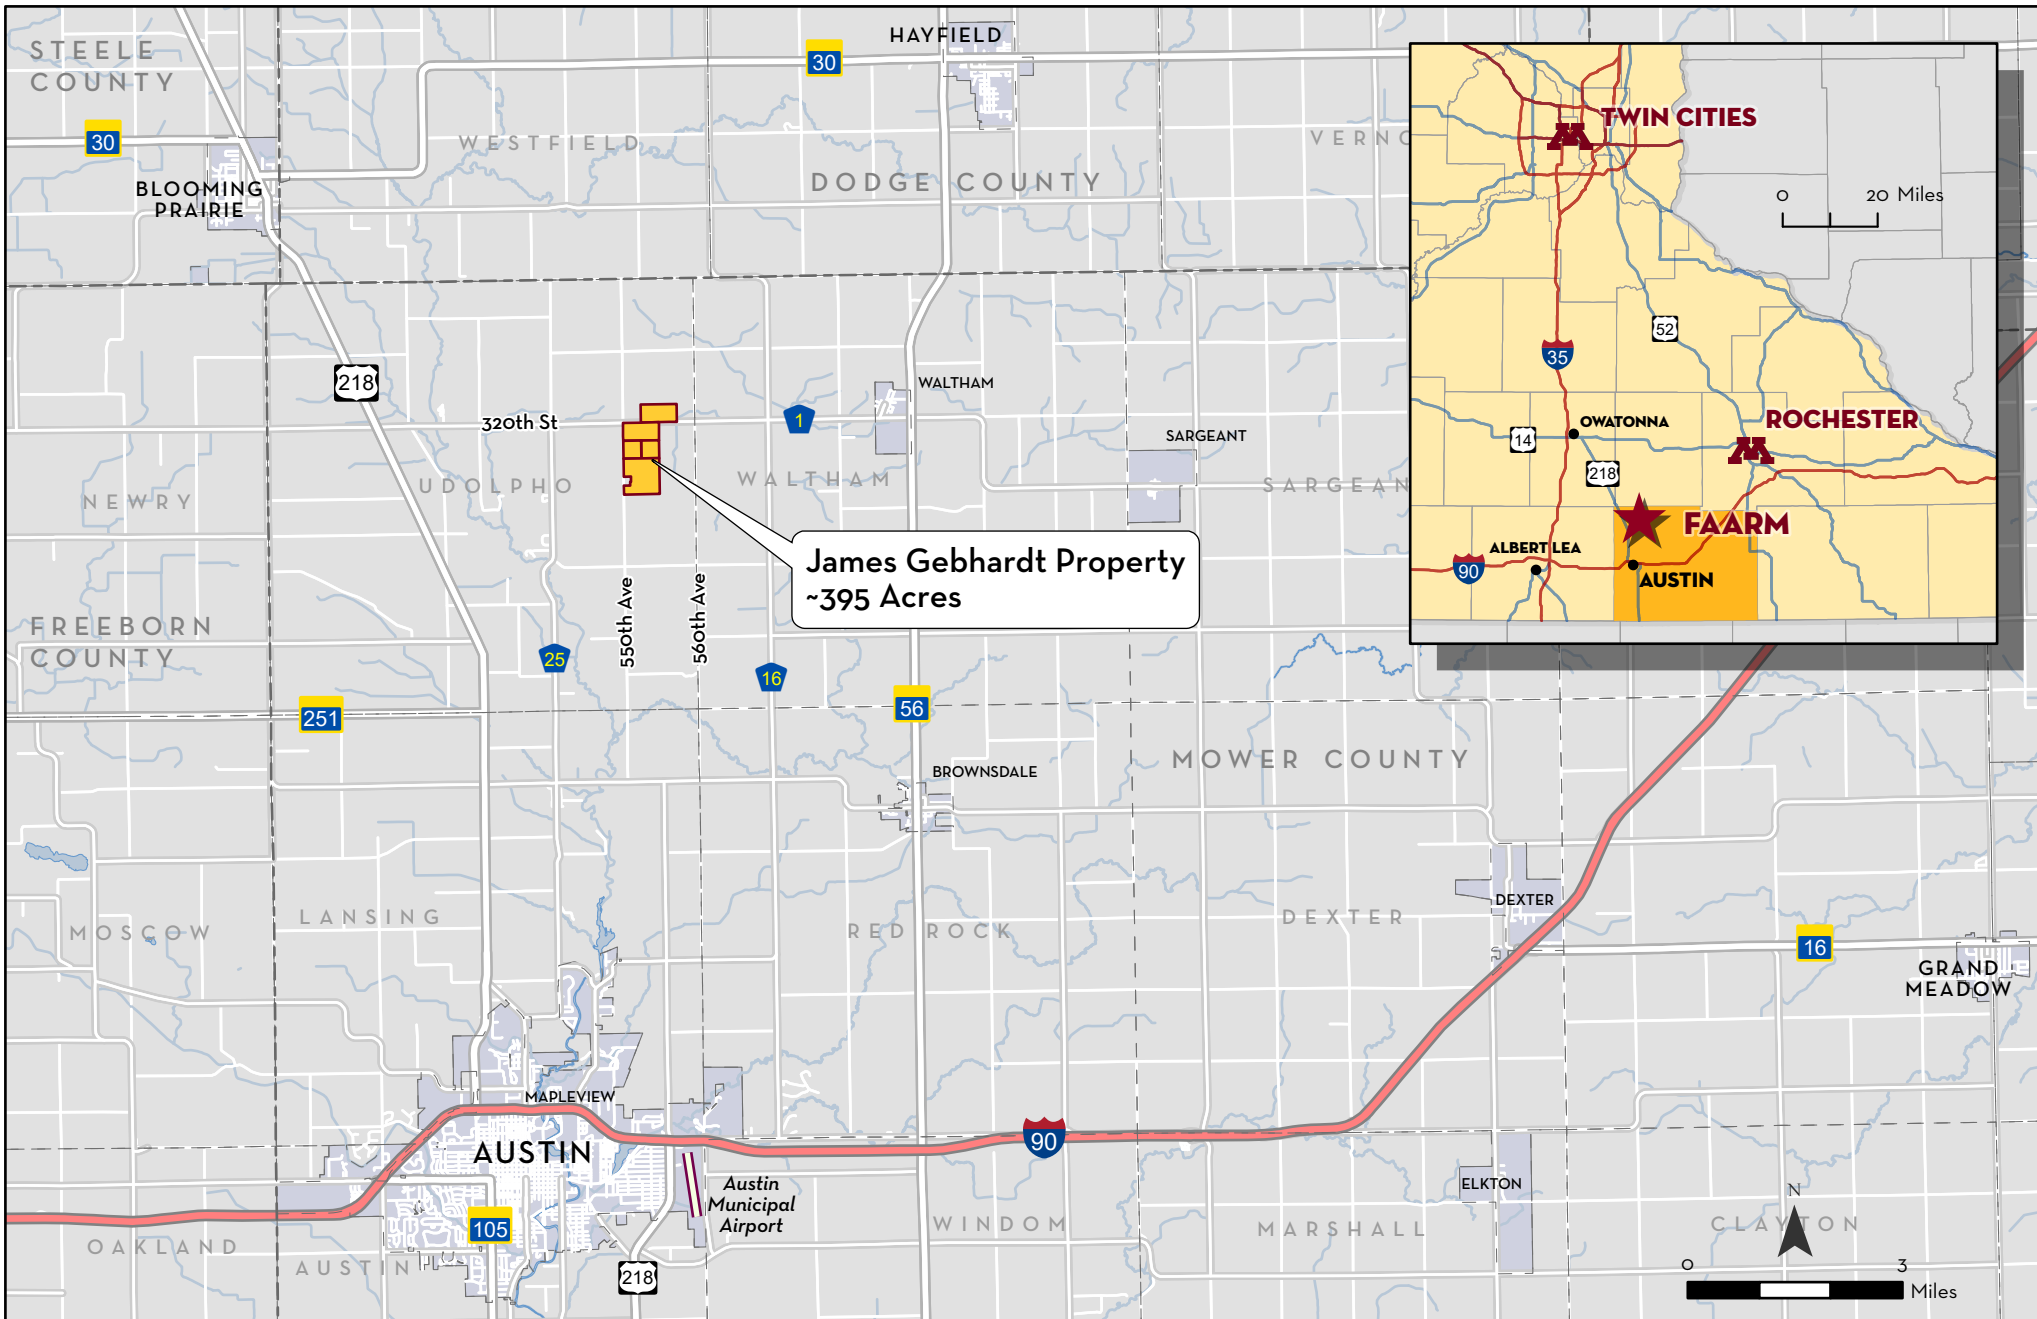 STEELE
COUNTY
HAYFIELD
30
30
WESTFIELD
VERNO
BLOOMING
PRAIRIE
DODGE COUNTY
218
WALTHAM
320th St
1
SARGEANT
NEWRY
UDOLPHO
WALTHAM
SARGEAN
James Gebhardt Property
~395 Acres
550th Ave
560th Ave
FREEBORN
COUNTY
25
16
251
56
MOWER COUNTY
BROWNSDALE
DEXTER
MOSCOW
LANSING
RED ROCK
DEXTER
16
GRAND
MEADOW
MAPLEVIEW
AUSTIN
90
Austin
Municipal
Airport
ELKTON
105
WINDOM
MARSHALL
CLAYTON
OAKLAND
AUSTIN
218
N
0 3
Miles
TWIN CITIES
0 20 Miles
52
35
OWATONNA
ROCHESTER
14
218
FAARM
ALBERT LEA
90
AUSTIN